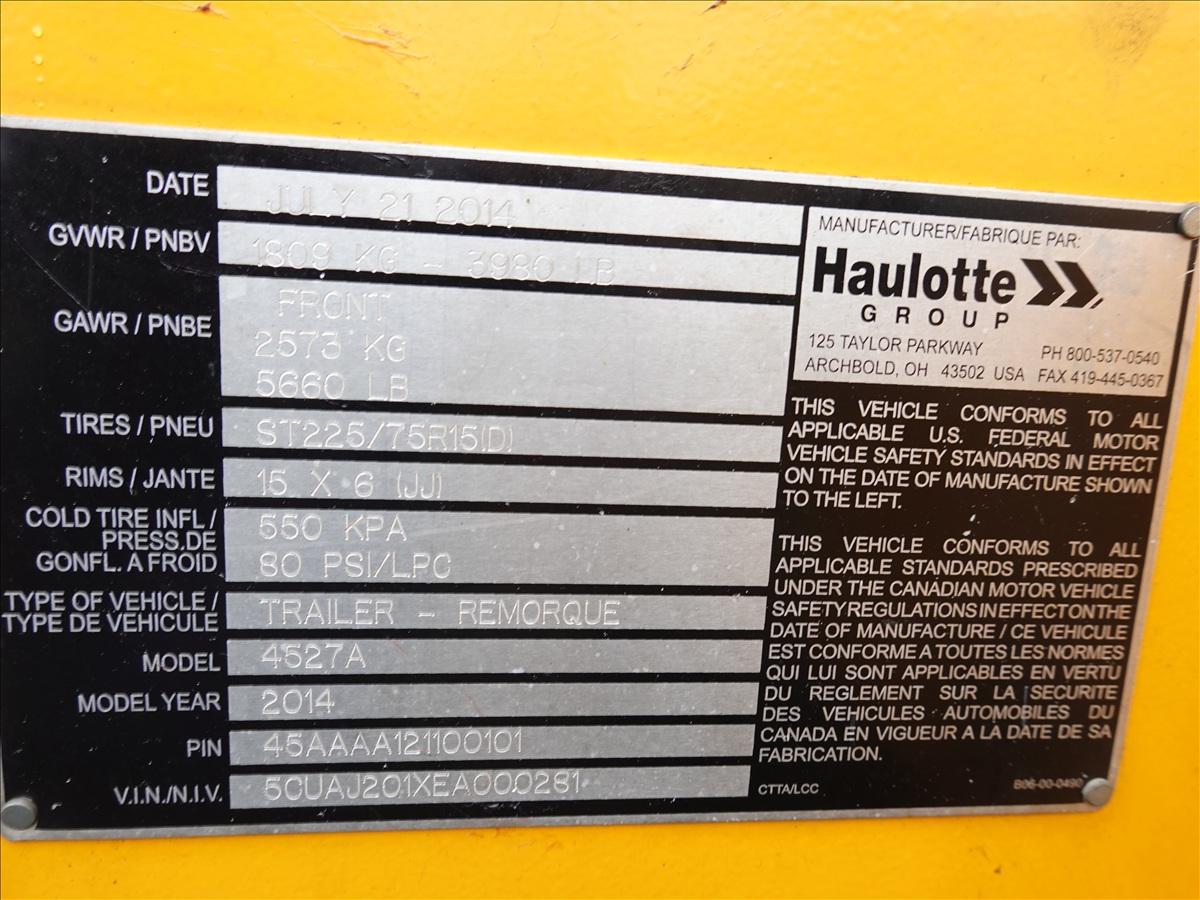 DATE JULY 21 2014
GVWR / PNBV 1809 KG - 3980 LB
GAWR / PNBE FRONT
2573 KG
5660 LB
TIRES / PNEU ST225/75R15(D)
RIMS / JANTE 15 X 6 (JJ)
COLD TIRE INFL / 550 KPA
PRESS.DE
GONFL. A FROID 80 PSI/LPC
TYPE OF VEHICLE / TRAILER - REMORQUE
TYPE DE VEHICULE
MODEL 4527A
MODEL YEAR 2014
PIN 45AAAA121100101
V.I.N./N.I.V. 5CUAJ201XEA000281
MANUFACTURER/FABRIQUE PAR:
Haulotte
GROUP
125 TAYLOR PARKWAY PH 800-537-0540
ARCHBOLD, OH 43502 USA FAX 419-445-0367
THIS VEHICLE CONFORMS TO ALL
APPLICABLE U.S. FEDERAL MOTOR
VEHICLE SAFETY STANDARDS IN EFFECT
ON THE DATE OF MANUFACTURE SHOWN
TO THE LEFT.
THIS VEHICLE CONFORMS TO ALL
APPLICABLE STANDARDS PRESCRIBED
UNDER THE CANADIAN MOTOR VEHICLE
SAFETY REGULATIONS IN EFFECT ON THE
DATE OF MANUFACTURE / CE VEHICULE
EST CONFORME A TOUTES LES NORMES
QUI LUI SONT APPLICABLES EN VERTU
DU REGLEMENT SUR LA SECURITE
DES VEHICULES AUTOMOBILES DU
CANADA EN VIGUEUR A LA DATE DE SA
FABRICATION.
CTTA/LCC B06-00-0490